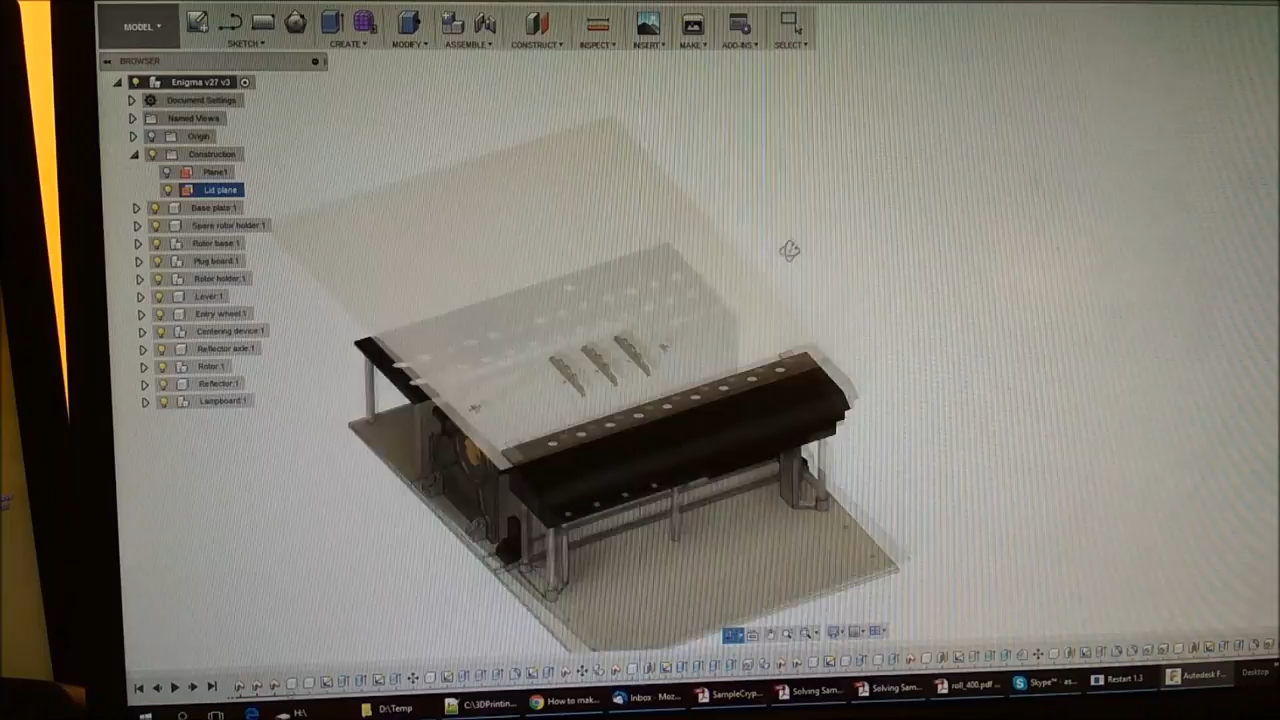 MODEL
SKETCH
CREATE
MODIFY
ASSEMBLE
CONSTRUCT
INSPECT
INSERT
MAKE
ADD-INS
SELECT
BROWSER
Enigma v27 v3
Document Settings
Named Views
Origin
Construction
Plane1
Lid plane
Base plate:1
Spare rotor holder:1
Rotor base:1
Plug board:1
Rotor holder:1
Lever:1
Entry wheel:1
Centering device:1
Reflector axle:1
Rotor:1
Reflector:1
Lampboard:1
H:\
D:\Temp
C:\3DPrintin...
How to mak...
Inbox - Moz...
SampleCryp...
Solving Sam...
Solving Sam...
roll_400.pdf ...
Skype™ - as...
Restart 1.3
Autodesk F...
Desktop